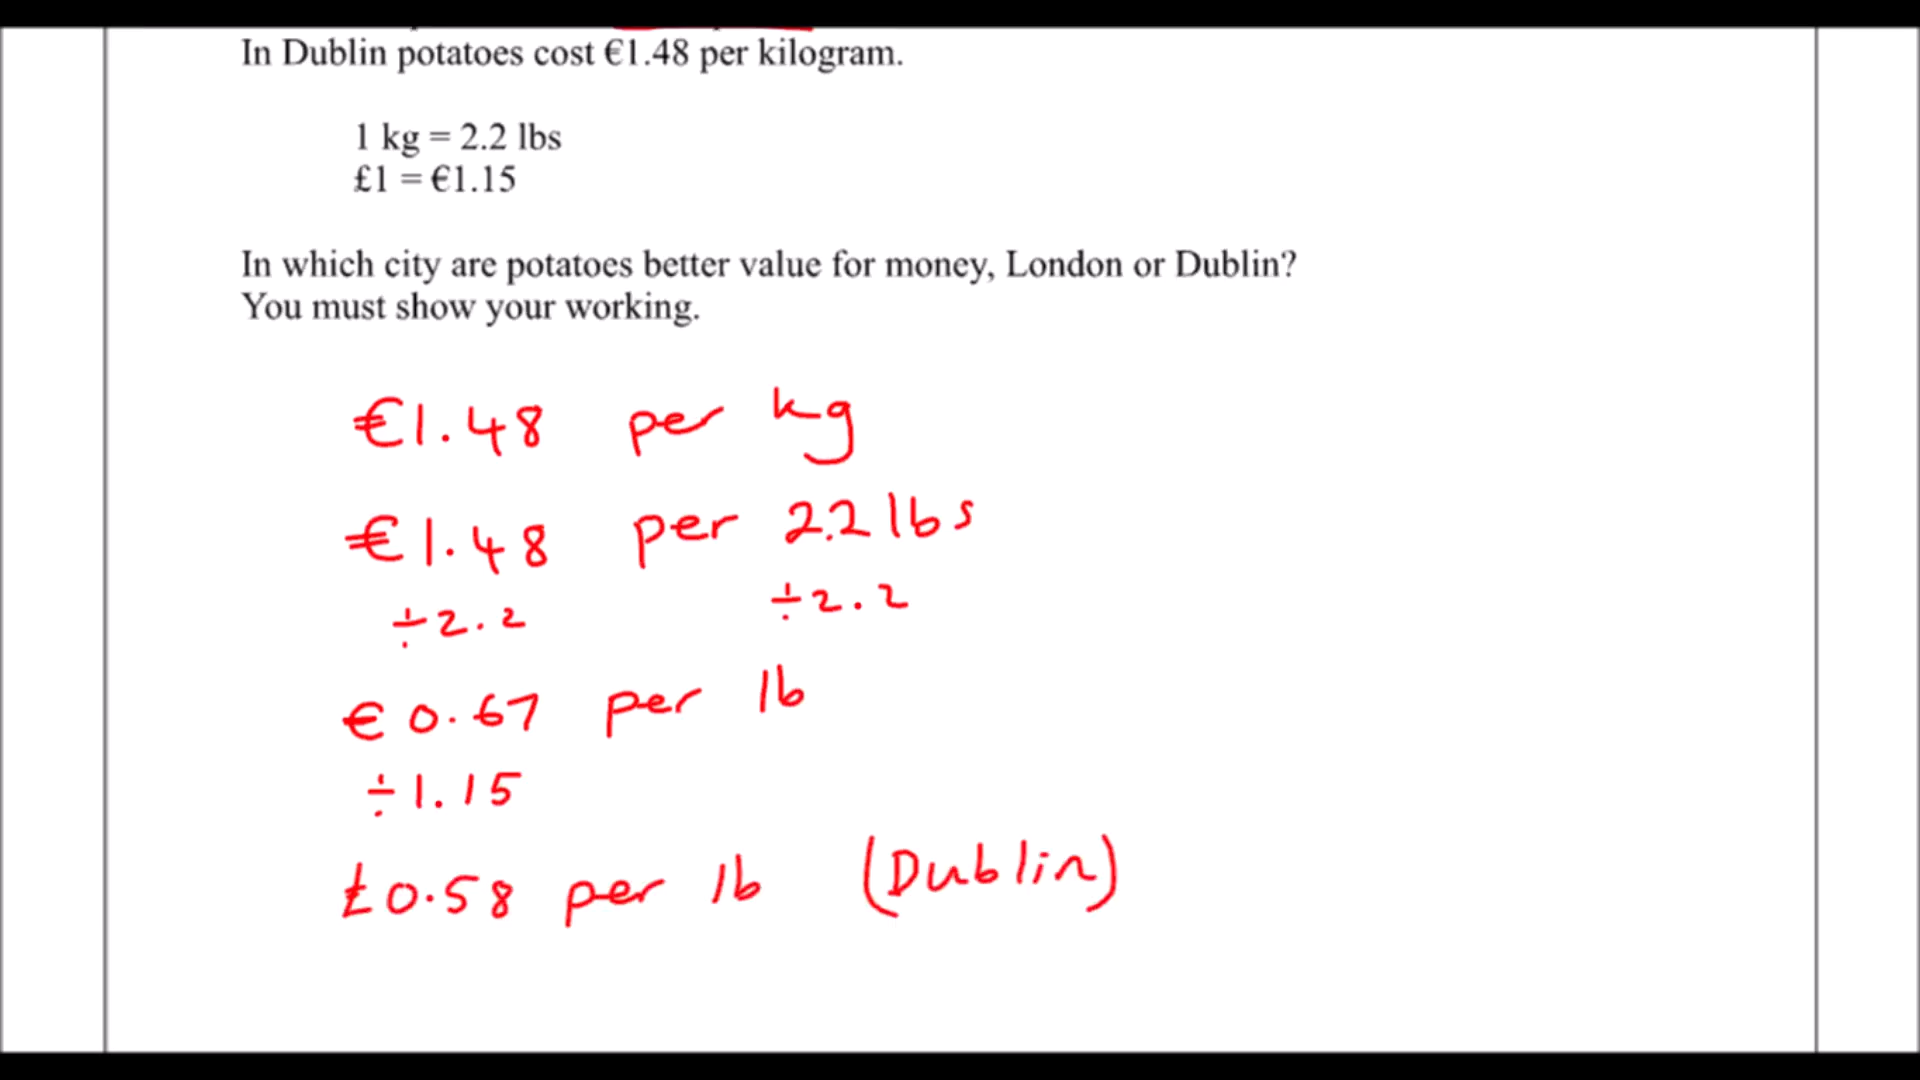 In Dublin potatoes cost €1.48 per kilogram.
1 kg = 2.2 lbs
£1 = €1.15
In which city are potatoes better value for money, London or Dublin?
You must show your working.
€1.48 per kg
€1.48 per 2.2 lbs
÷2.2 ÷2.2
€0.67 per lb
÷1.15
£0.58 per lb (Dublin)